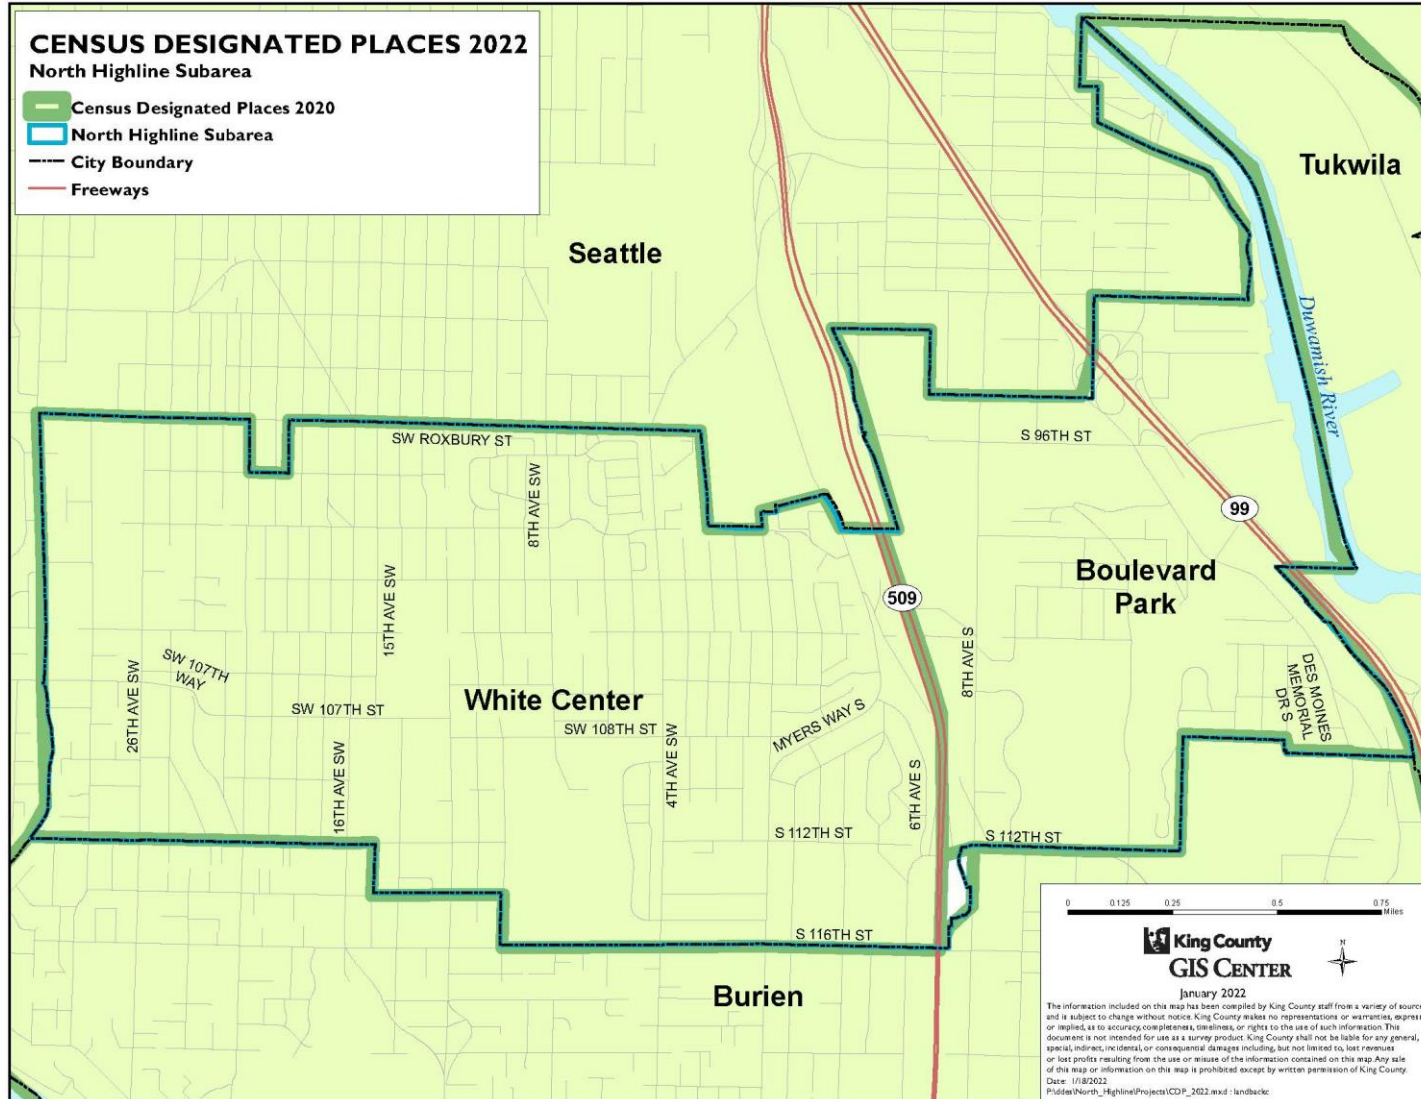 CENSUS DESIGNATED PLACES 2022
North Highline Subarea
Census Designated Places 2020
North Highline Subarea
City Boundary
Freeways
Tukwila
Seattle
Duwamish River
SW ROXBURY ST
S 96TH ST
8TH AVE SW
99
Boulevard
Park
509
15TH AVE SW
8TH AVE S
SW 107TH
WAY
26TH AVE SW
DES MOINES
MEMORIAL
DR S
White Center
SW 107TH ST
SW 108TH ST
MYERS WAY S
4TH AVE SW
16TH AVE SW
6TH AVE S
S 112TH ST
S 112TH ST
S 116TH ST
Burien
0 0.125 0.25 0.5 0.75
Miles
King County
GIS CENTER
N
January 2022
The information included on this map has been compiled by King County staff from a variety of source
and is subject to change without notice. King County makes no representations or warranties, express
or implied, as to accuracy, completeness, timeliness, or rights to the use of such information. This
document is not intended for use as a survey product. King County shall not be liable for any general,
special, indirect, incidental, or consequential damages including, but not limited to, lost revenues
or lost profits resulting from the use or misuse of the information contained on this map. Any sale
of this map or information on this map is prohibited except by written permission of King County.
Date: 1/18/2022
P:\ddes\North_Highline\Projects\CDP_2022.mxd : landbackr